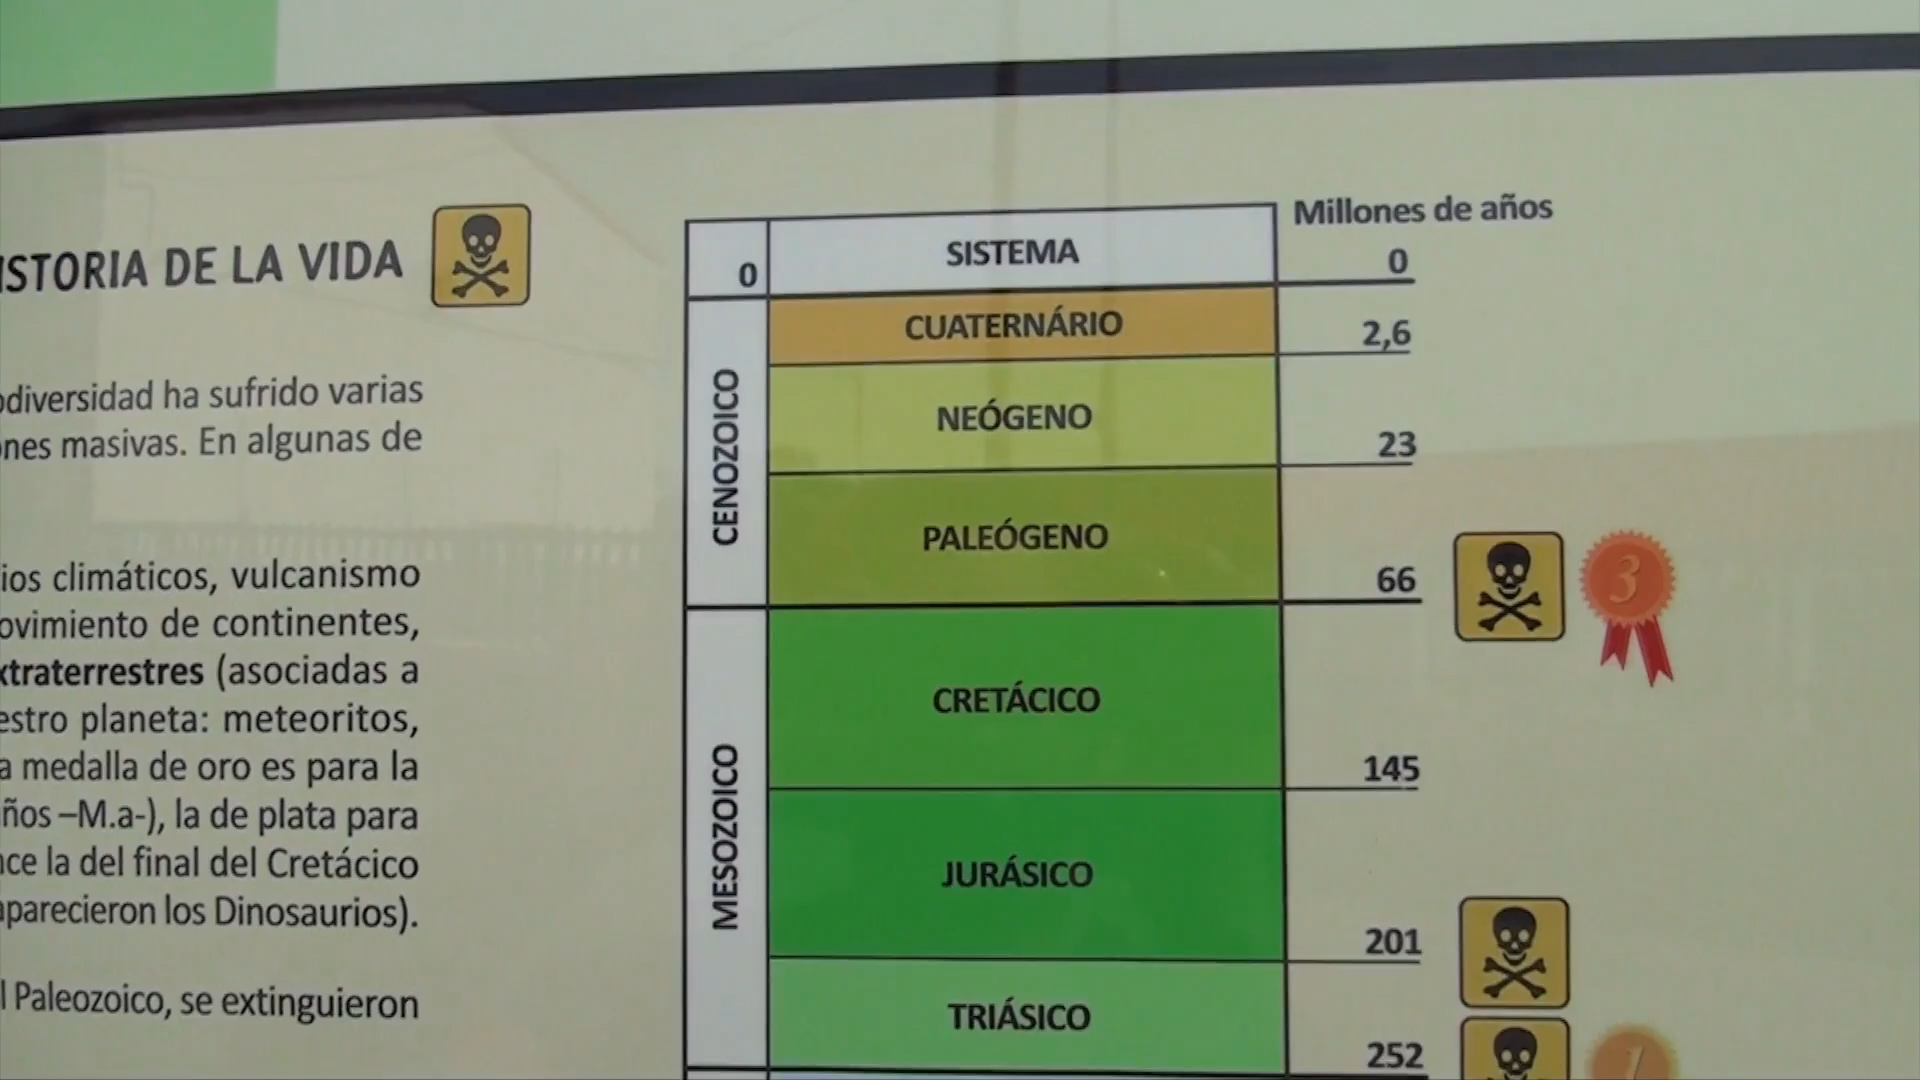 ISTORIA DE LA VIDA
odiversidad ha sufrido varias
ones masivas. En algunas de
ios climáticos, vulcanismo
ovimiento de continentes,
xtraterrestres (asociadas a
estro planeta: meteoritos,
a medalla de oro es para la
años –M.a-), la de plata para
nce la del final del Cretácico
aparecieron los Dinosaurios).
l Paleozoico, se extinguieron
Millones de años
0
SISTEMA
0
CENOZOICO
CUATERNÁRIO
2,6
NEÓGENO
23
PALEÓGENO
66
3
MESOZOICO
CRETÁCICO
145
JURÁSICO
201
TRIÁSICO
252
1